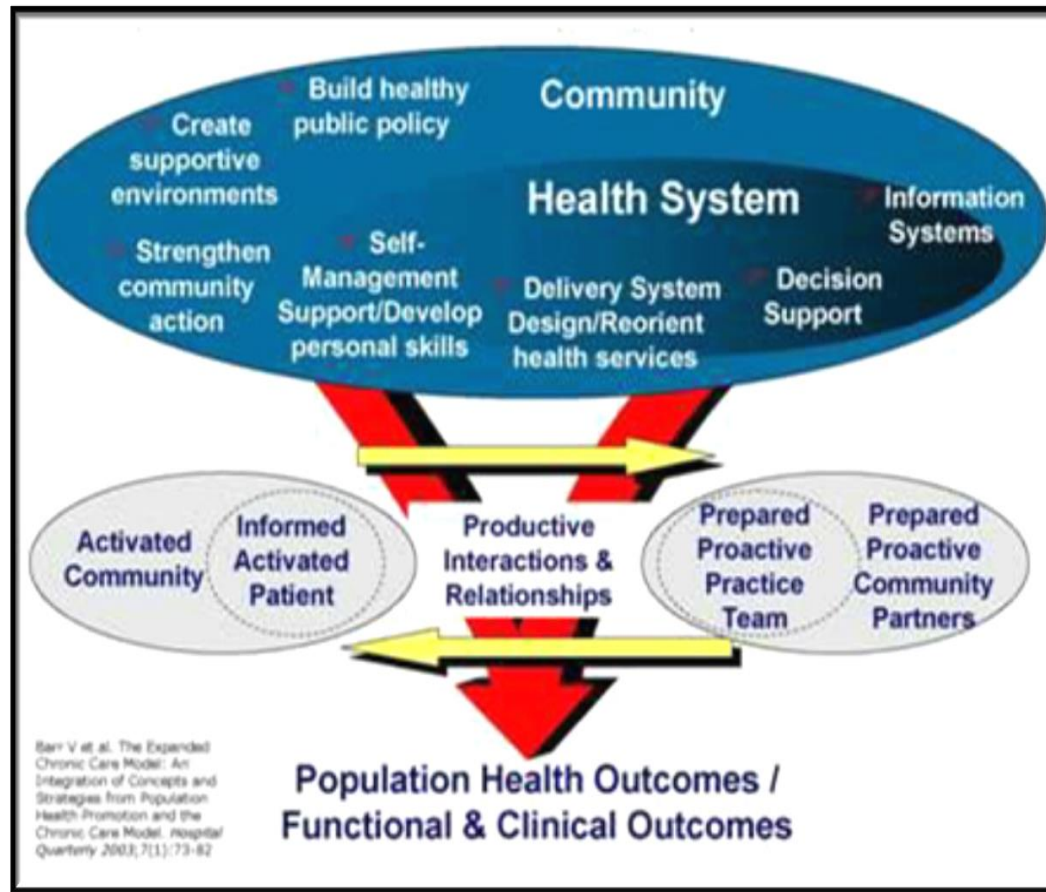 Build healthy
public policy
Community
Create
supportive
environments
Health System
Information
Systems
Strengthen
community
action
Self-
Management
Support/Develop
personal skills
Delivery System
Design/Reorient
health services
Decision
Support
Activated
Community
Informed
Activated
Patient
Productive
Interactions &
Relationships
Prepared
Proactive
Practice
Team
Prepared
Proactive
Community
Partners
Barr V et al. The Expanded
Chronic Care Model: An
Integration of Concepts and
Strategies from Population
Health Promotion and the
Chronic Care Model. Hospital
Quarterly 2003;7(1):73-82
Population Health Outcomes /
Functional & Clinical Outcomes